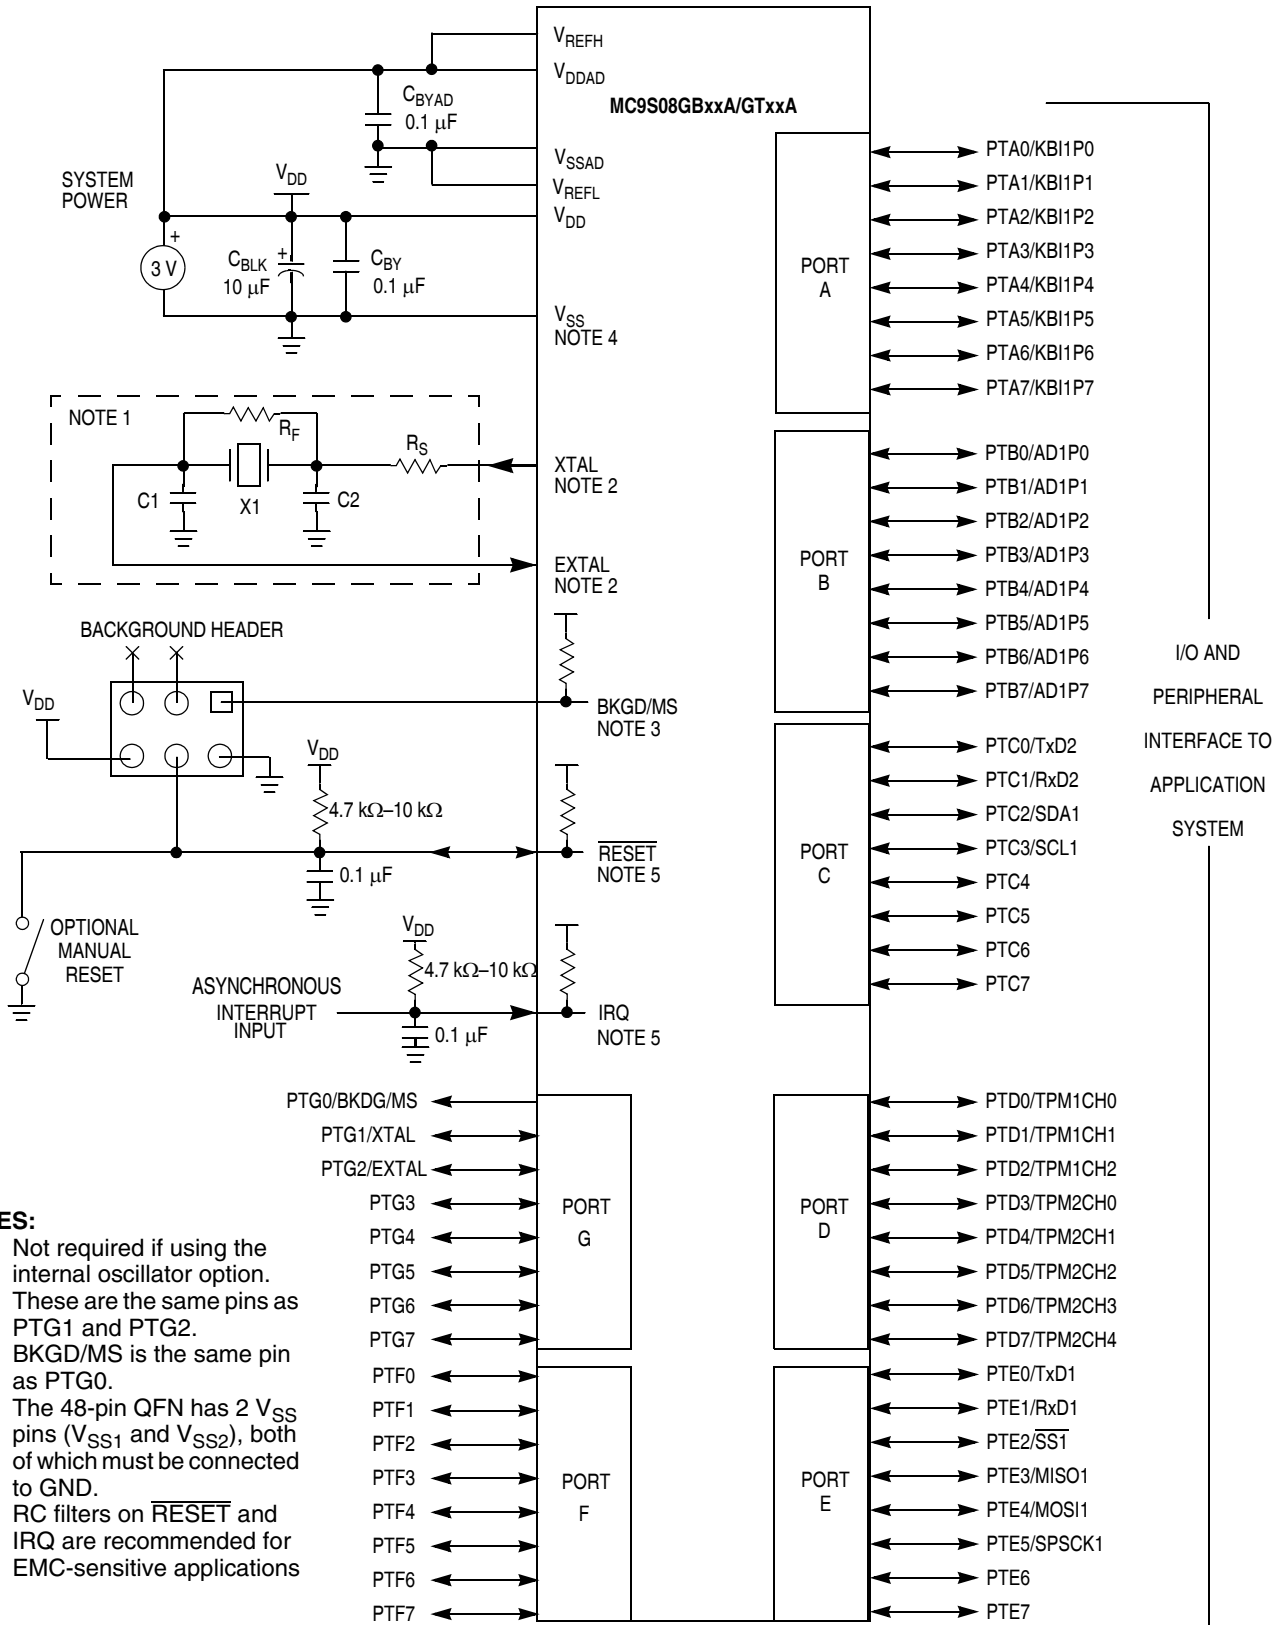 VREFH
VDDAD
MC9S08GBxxA/GTxxA
CBYAD
0.1 μF
VSSAD
VREFL
VDD
SYSTEM
POWER
VDD
+
3 V
CBLK
+
10 μF
CBY
0.1 μF
VSS
NOTE 4
NOTE 1
RF
RS
C1
X1
C2
XTAL
NOTE 2
EXTAL
NOTE 2
BACKGROUND HEADER
VDD
BKGD/MS
NOTE 3
VDD
4.7 kΩ–10 kΩ
0.1 μF
RESET
NOTE 5
OPTIONAL
MANUAL
RESET
VDD
4.7 kΩ–10 kΩ
ASYNCHRONOUS
INTERRUPT
INPUT
0.1 μF
IRQ
NOTE 5
PORT
A
PTA0/KBI1P0
PTA1/KBI1P1
PTA2/KBI1P2
PTA3/KBI1P3
PTA4/KBI1P4
PTA5/KBI1P5
PTA6/KBI1P6
PTA7/KBI1P7
PORT
B
PTB0/AD1P0
PTB1/AD1P1
PTB2/AD1P2
PTB3/AD1P3
PTB4/AD1P4
PTB5/AD1P5
PTB6/AD1P6
PTB7/AD1P7
PORT
C
PTC0/TxD2
PTC1/RxD2
PTC2/SDA1
PTC3/SCL1
PTC4
PTC5
PTC6
PTC7
I/O AND
PERIPHERAL
INTERFACE TO
APPLICATION
SYSTEM
PTG0/BKDG/MS
PTG1/XTAL
PTG2/EXTAL
PTG3
PTG4
PTG5
PTG6
PTG7
PORT
G
PORT
D
PTD0/TPM1CH0
PTD1/TPM1CH1
PTD2/TPM1CH2
PTD3/TPM2CH0
PTD4/TPM2CH1
PTD5/TPM2CH2
PTD6/TPM2CH3
PTD7/TPM2CH4
PTF0
PTF1
PTF2
PTF3
PTF4
PTF5
PTF6
PTF7
PORT
F
PORT
E
PTE0/TxD1
PTE1/RxD1
PTE2/SS1
PTE3/MISO1
PTE4/MOSI1
PTE5/SPSCK1
PTE6
PTE7
ES:
Not required if using the
internal oscillator option.
These are the same pins as
PTG1 and PTG2.
BKGD/MS is the same pin
as PTG0.
The 48-pin QFN has 2 VSS
pins (VSS1 and VSS2), both
of which must be connected
to GND.
RC filters on RESET and
IRQ are recommended for
EMC-sensitive applications